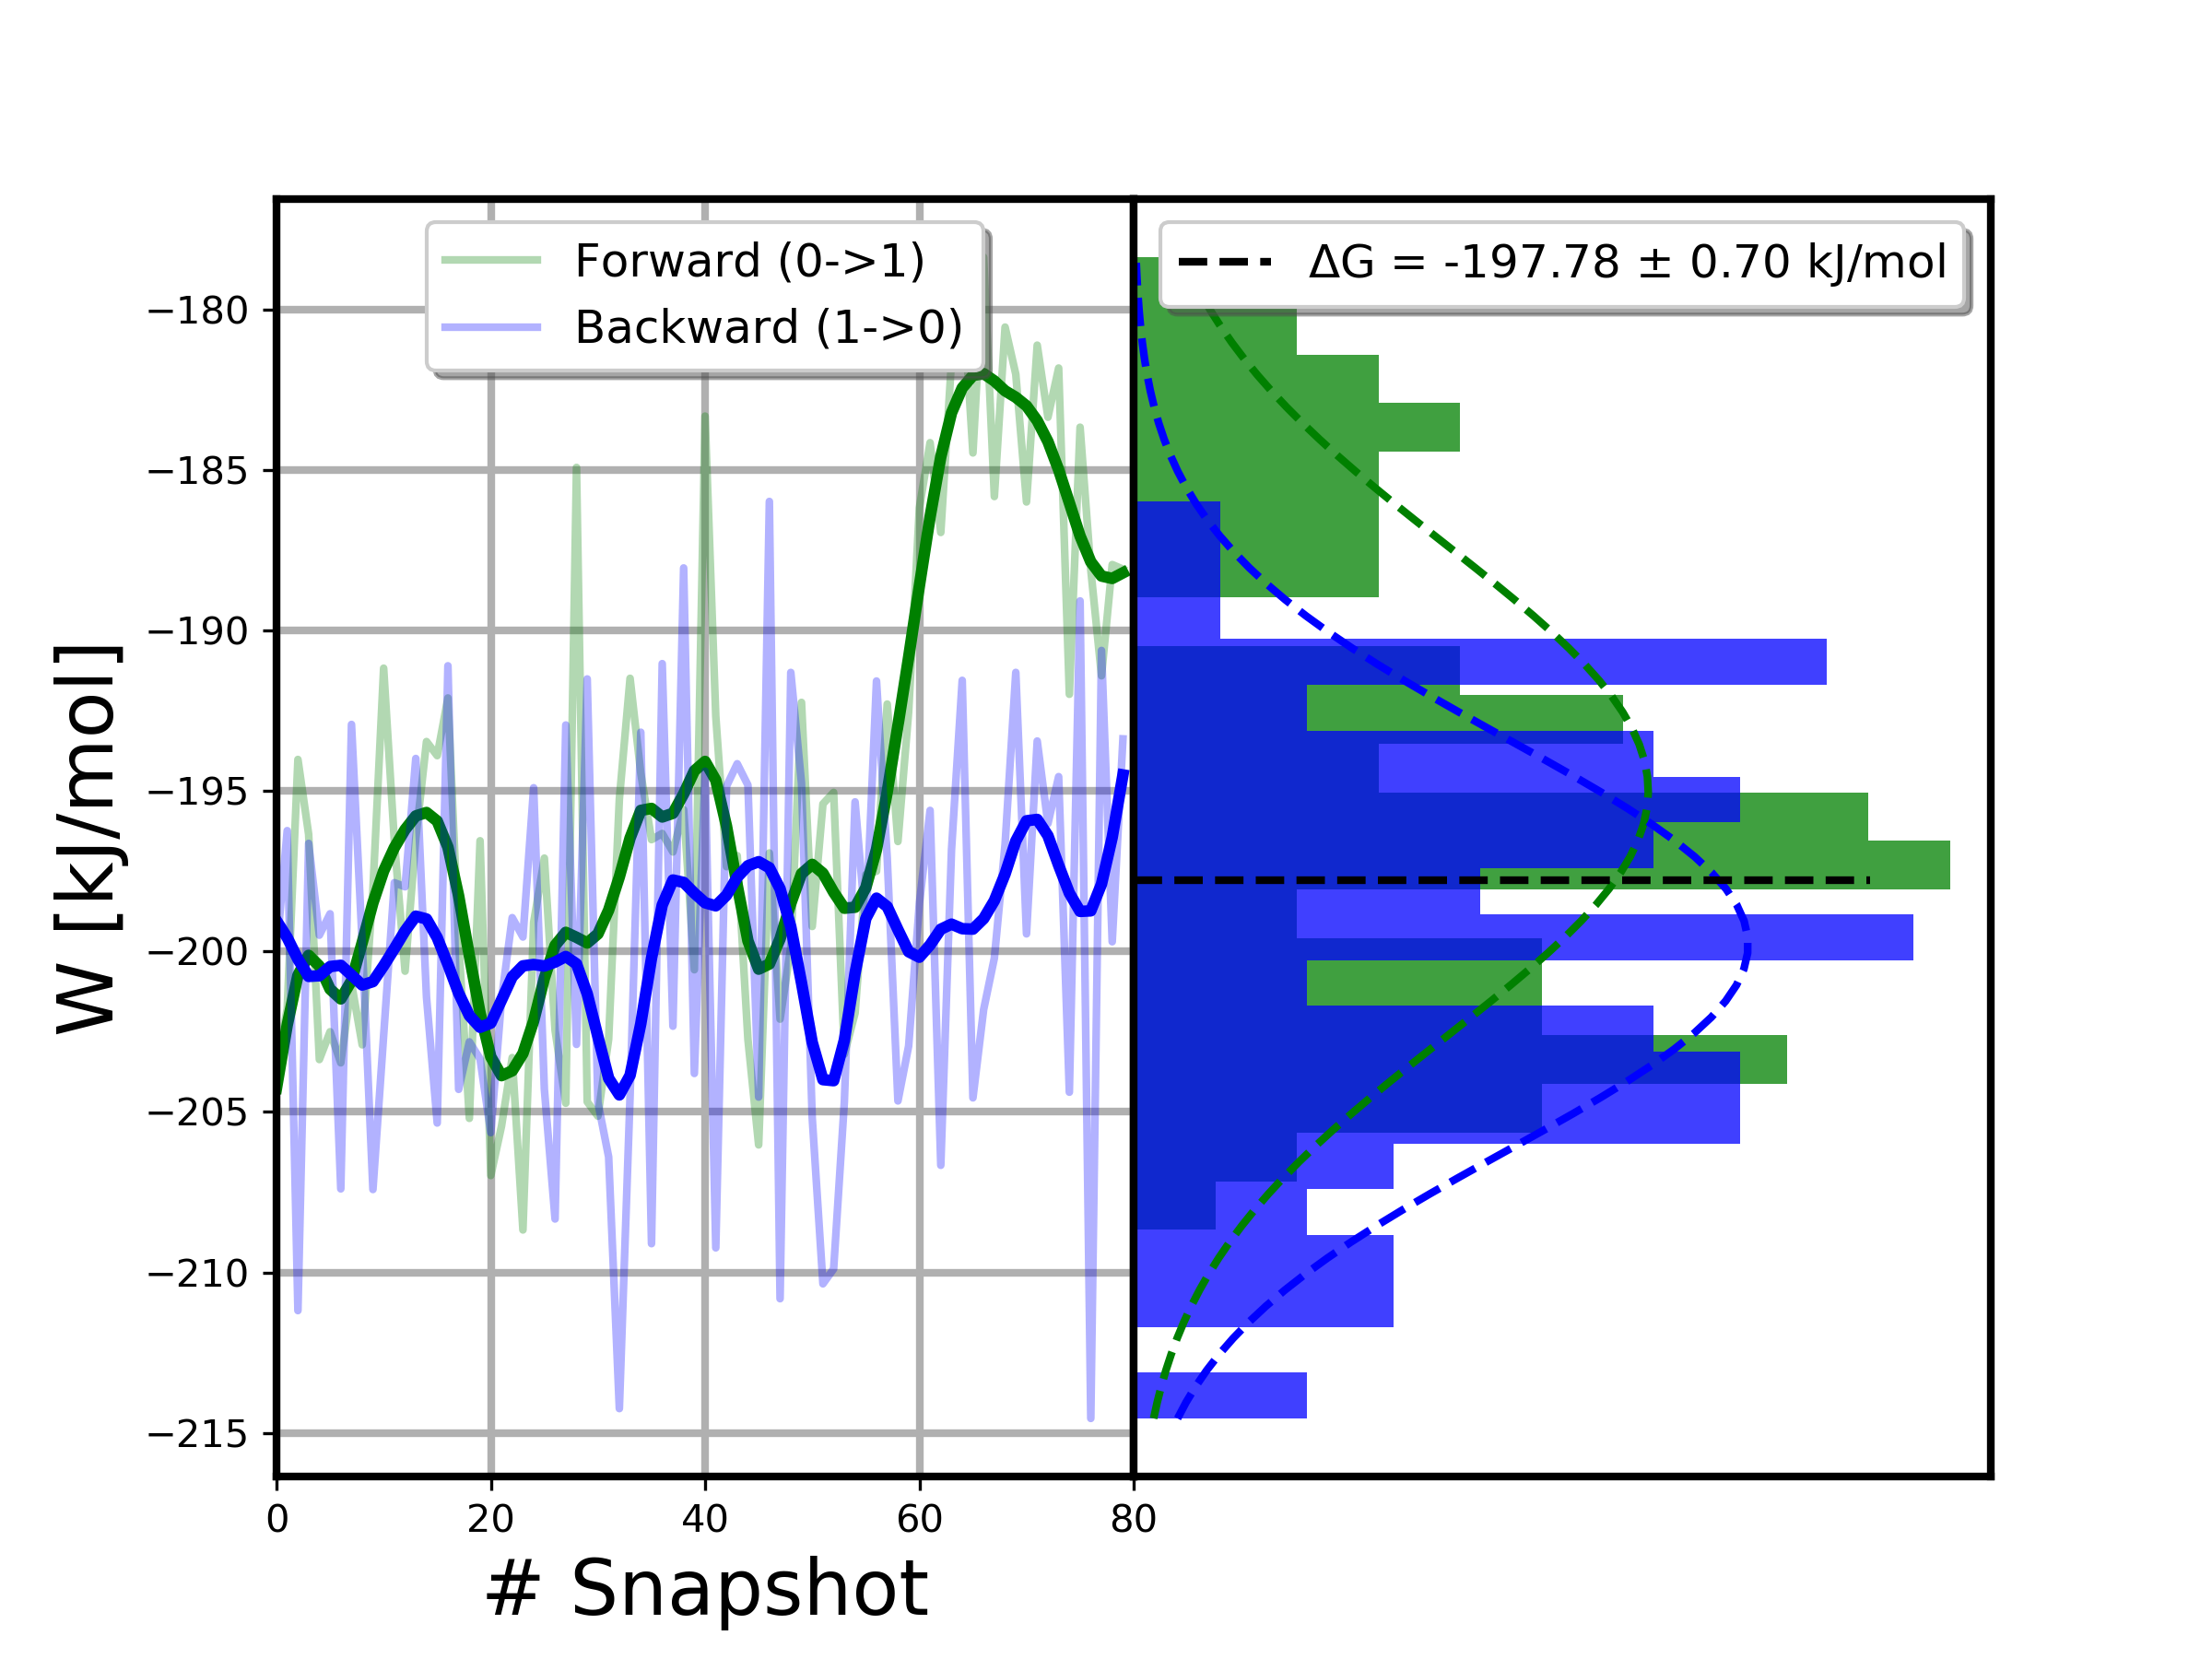 Forward (0->1)
Backward (1->0)
ΔG = -197.78 ± 0.70 kJ/mol
W [kJ/mol]
−180
−185
−190
−195
−200
−205
−210
−215
0 20 40 60 80
# Snapshot